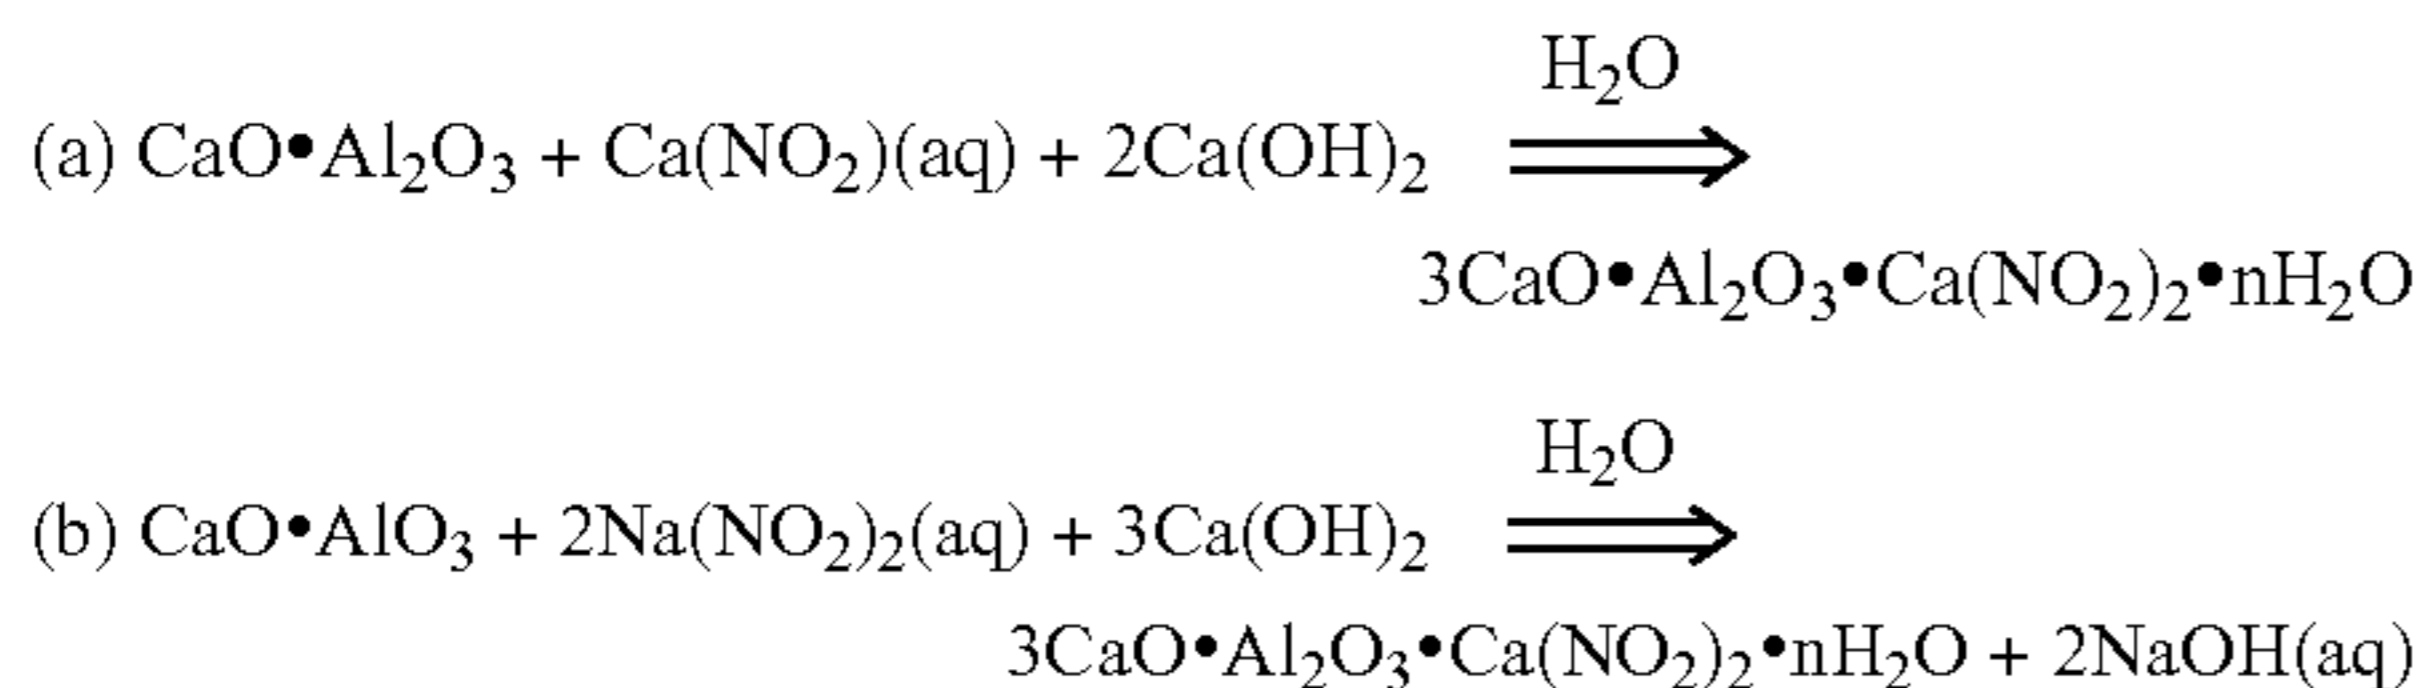 H₂O
(a) CaO•Al₂O₃ + Ca(NO₂)(aq) + 2Ca(OH)₂ ⇒
3CaO•Al₂O₃•Ca(NO₂)₂•nH₂O
H₂O
(b) CaO•AlO₃ + 2Na(NO₂)₂(aq) + 3Ca(OH)₂ ⇒
3CaO•Al₂O₃•Ca(NO₂)₂•nH₂O + 2NaOH(aq)